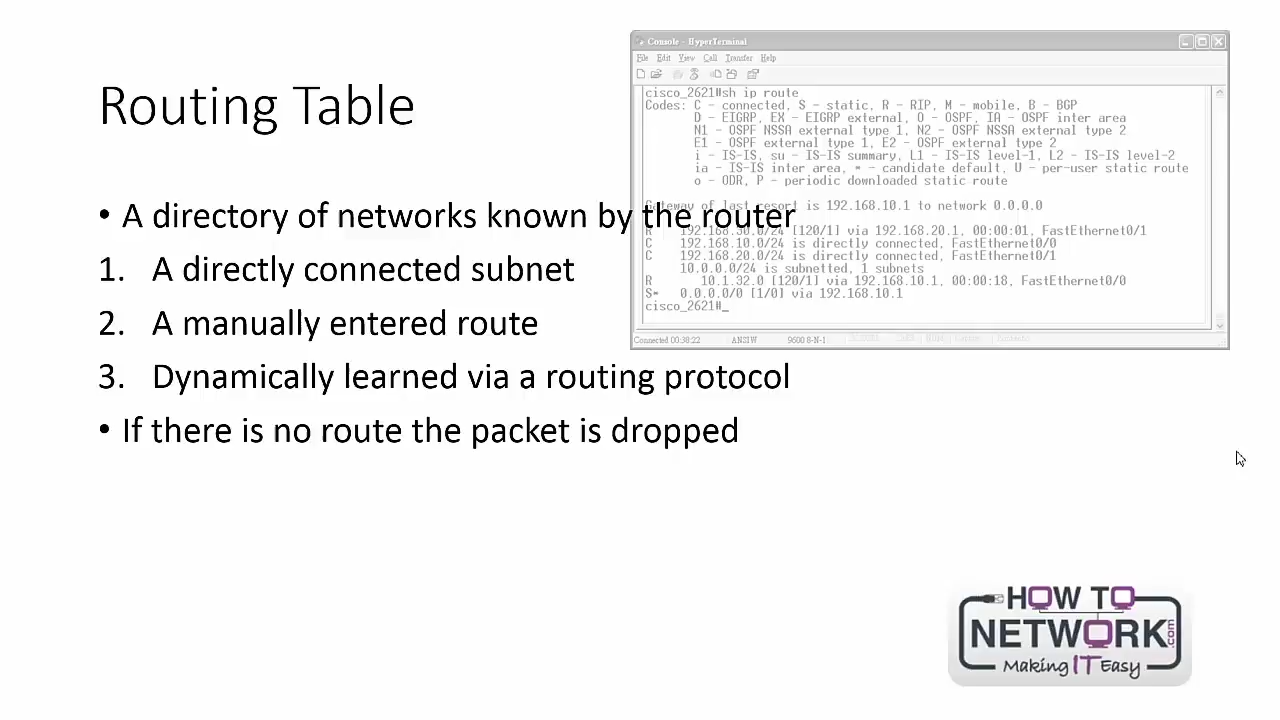 Routing Table
• A directory of networks known by the router
1. A directly connected subnet
2. A manually entered route
3. Dynamically learned via a routing protocol
• If there is no route the packet is dropped
Console - HyperTerminal
File Edit View Call Transfer Help
cisco_2621#sh ip route
Codes: C - connected, S - static, R - RIP, M - mobile, B - BGP
D - EIGRP, EX - EIGRP external, O - OSPF, IA - OSPF inter area
N1 - OSPF NSSA external type 1, N2 - OSPF NSSA external type 2
E1 - OSPF external type 1, E2 - OSPF external type 2
i - IS-IS, su - IS-IS summary, L1 - IS-IS level-1, L2 - IS-IS level-2
ia - IS-IS inter area, * - candidate default, U - per-user static route
o - ODR, P - periodic downloaded static route
Gateway of last resort is 192.168.10.1 to network 0.0.0.0
R 192.168.30.0/24 [120/1] via 192.168.20.1, 00:00:01, FastEthernet0/1
C 192.168.10.0/24 is directly connected, FastEthernet0/0
C 192.168.20.0/24 is directly connected, FastEthernet0/1
10.0.0.0/24 is subnetted, 1 subnets
R 10.1.32.0 [120/1] via 192.168.10.1, 00:00:18, FastEthernet0/0
S* 0.0.0.0/0 [1/0] via 192.168.10.1
cisco_2621#_
Connected 00:38:22 ANSIW 9600 8-N-1
HOW TO
NETWORK.com
Making IT Easy